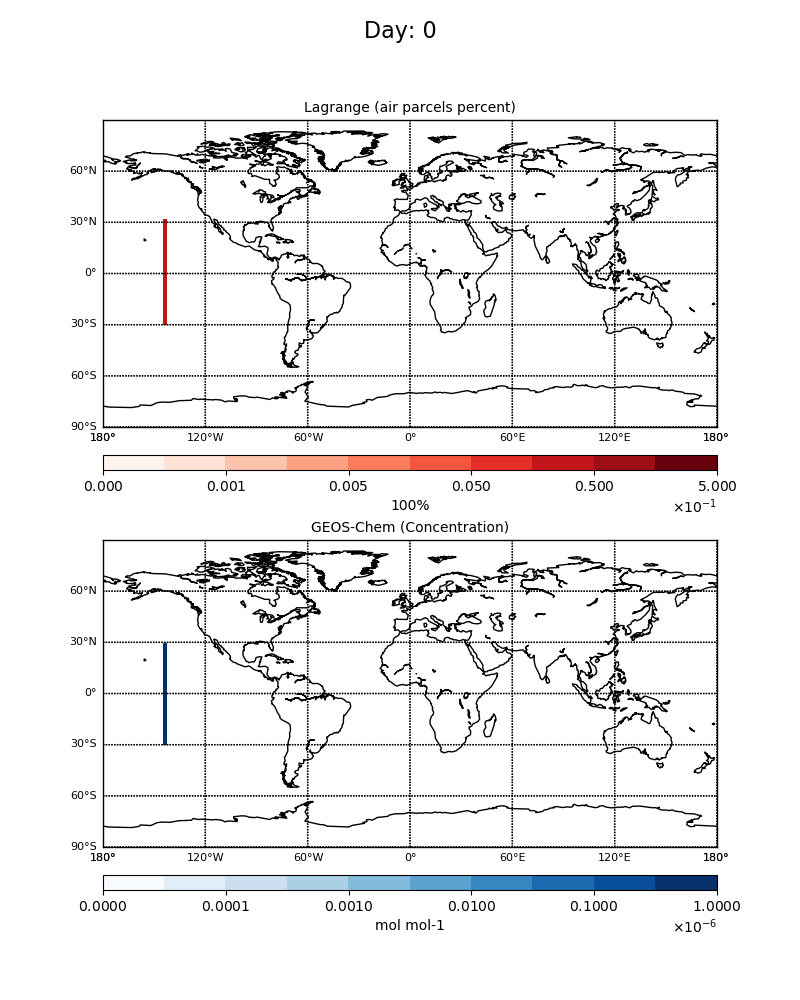 Day: 0
Lagrange (air parcels percent)
60°N
30°N
0°
30°S
60°S
90°S
180° 120°W 60°W 0° 60°E 120°E 180°
0.000 0.001 0.005 0.050 0.500 5.000
100% ×10⁻¹
GEOS-Chem (Concentration)
60°N
30°N
0°
30°S
60°S
90°S
180° 120°W 60°W 0° 60°E 120°E 180°
0.0000 0.0001 0.0010 0.0100 0.1000 1.0000
mol mol-1 ×10⁻⁶